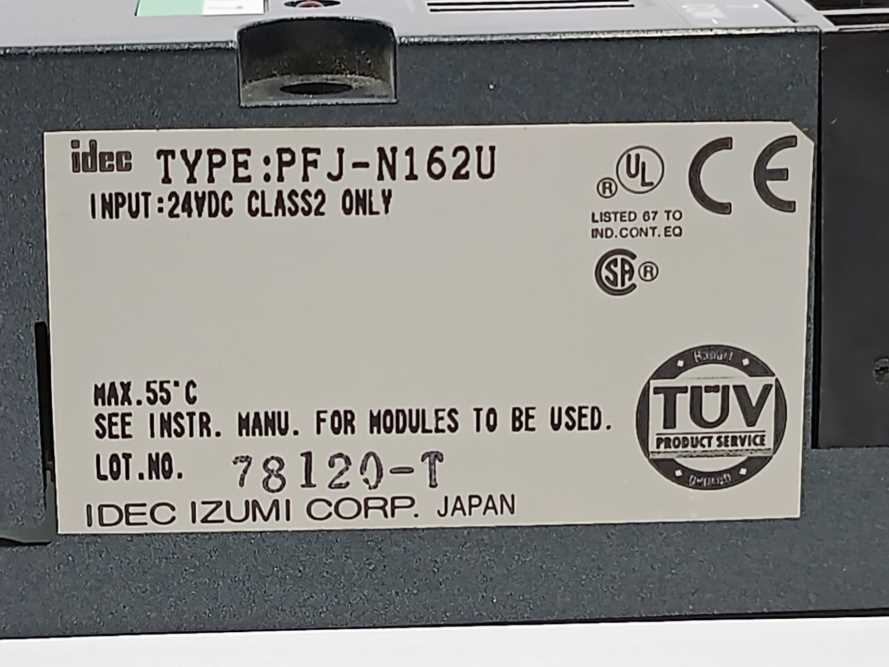 idec TYPE:PFJ-N162U
INPUT:24VDC CLASS2 ONLY
UL ®
LISTED 67 TO
IND.CONT.EQ
CE
SA ®
MAX.55°C
SEE INSTR. MANU. FOR MODULES TO BE USED.
LOT.NO. 78120-T
IDEC IZUMI CORP. JAPAN
TÜV
PRODUCT SERVICE